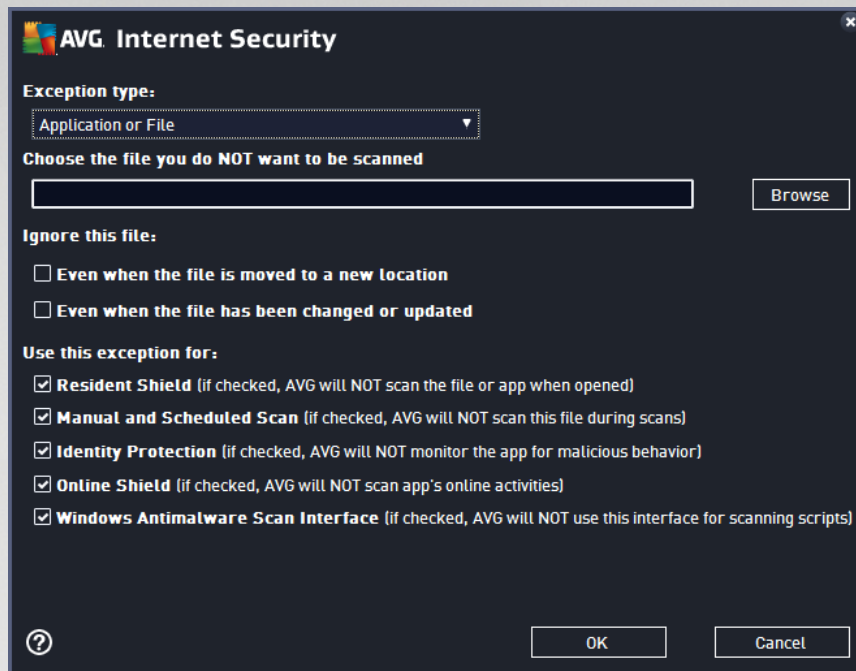 AVG. Internet Security
Exception type:
Application or File
Choose the file you do NOT want to be scanned
Browse
Ignore this file:
Even when the file is moved to a new location
Even when the file has been changed or updated
Use this exception for:
Resident Shield (if checked, AVG will NOT scan the file or app when opened)
Manual and Scheduled Scan (if checked, AVG will NOT scan this file during scans)
Identity Protection (if checked, AVG will NOT monitor the app for malicious behavior)
Online Shield (if checked, AVG will NOT scan app's online activities)
Windows Antimalware Scan Interface (if checked, AVG will NOT use this interface for scanning scripts)
? OK Cancel